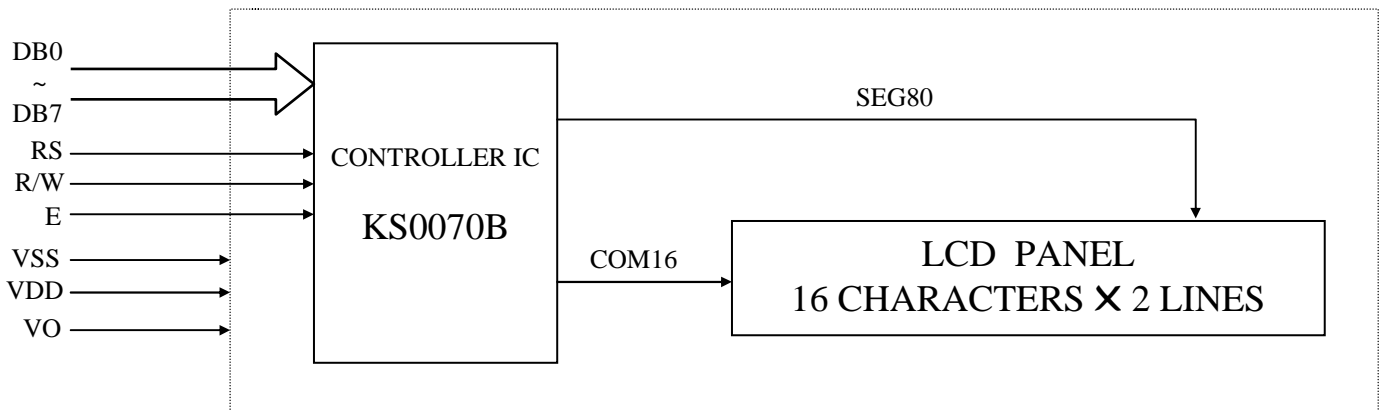 DB0
~
DB7
RS
R/W
E
VSS
VDD
VO
CONTROLLER IC
KS0070B
SEG80
COM16
LCD PANEL
16 CHARACTERS X 2 LINES